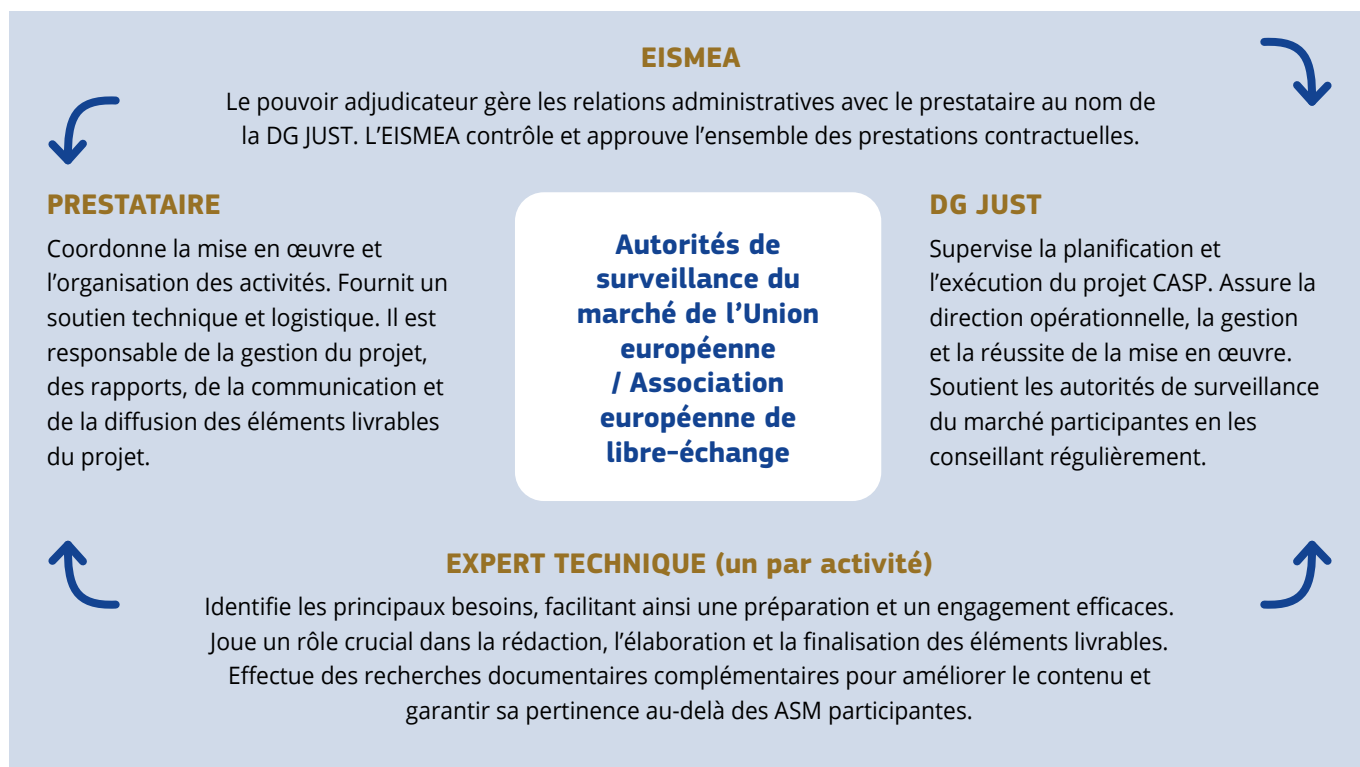 EISMEA
Le pouvoir adjudicateur gère les relations administratives avec le prestataire au nom de
la DG JUST. L’EISMEA contrôle et approuve l’ensemble des prestations contractuelles.
PRESTATAIRE
Coordonne la mise en œuvre et
l’organisation des activités. Fournit un
soutien technique et logistique. Il est
responsable de la gestion du projet,
des rapports, de la communication et
de la diffusion des éléments livrables
du projet.
Autorités de
surveillance du
marché de l’Union
européenne
/ Association
européenne de
libre-échange
DG JUST
Supervise la planification et
l’exécution du projet CASP. Assure la
direction opérationnelle, la gestion
et la réussite de la mise en œuvre.
Soutient les autorités de surveillance
du marché participantes en les
conseillant régulièrement.
EXPERT TECHNIQUE (un par activité)
Identifie les principaux besoins, facilitant ainsi une préparation et un engagement efficaces.
Joue un rôle crucial dans la rédaction, l’élaboration et la finalisation des éléments livrables.
Effectue des recherches documentaires complémentaires pour améliorer le contenu et
garantir sa pertinence au-delà des ASM participantes.